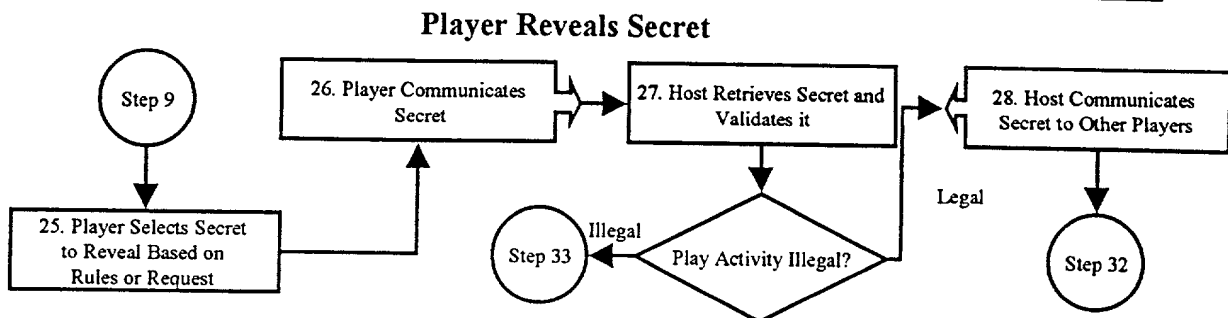 Player Reveals Secret
Step 9
25. Player Selects Secret
to Reveal Based on
Rules or Request
26. Player Communicates
Secret
27. Host Retrieves Secret and
Validates it
Play Activity Illegal?
Illegal
Step 33
Legal
28. Host Communicates
Secret to Other Players
Step 32